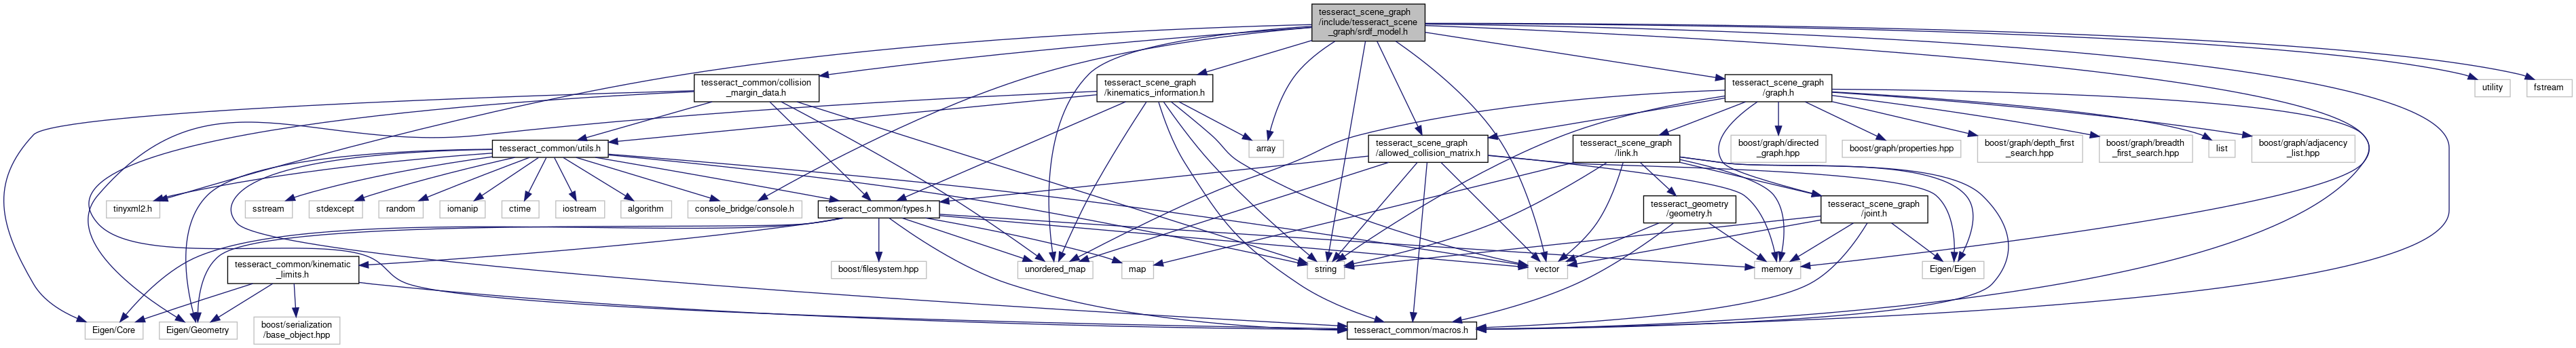 tesseract_scene_graph
/include/tesseract_scene
_graph/srdf_model.h
tesseract_common/collision
_margin_data.h
tesseract_scene_graph
/kinematics_information.h
tesseract_scene_graph
/graph.h
utility
fstream
tesseract_common/utils.h
array
tesseract_scene_graph
/allowed_collision_matrix.h
tesseract_scene_graph
/link.h
boost/graph/directed
_graph.hpp
boost/graph/properties.hpp
boost/graph/depth_first
_search.hpp
boost/graph/breadth
_first_search.hpp
list
boost/graph/adjacency
_list.hpp
tinyxml2.h
sstream
stdexcept
random
iomanip
ctime
iostream
algorithm
console_bridge/console.h
tesseract_common/types.h
tesseract_geometry
/geometry.h
tesseract_scene_graph
/joint.h
tesseract_common/kinematic
_limits.h
boost/filesystem.hpp
unordered_map
map
string
vector
memory
Eigen/Eigen
Eigen/Core
Eigen/Geometry
boost/serialization
/base_object.hpp
tesseract_common/macros.h